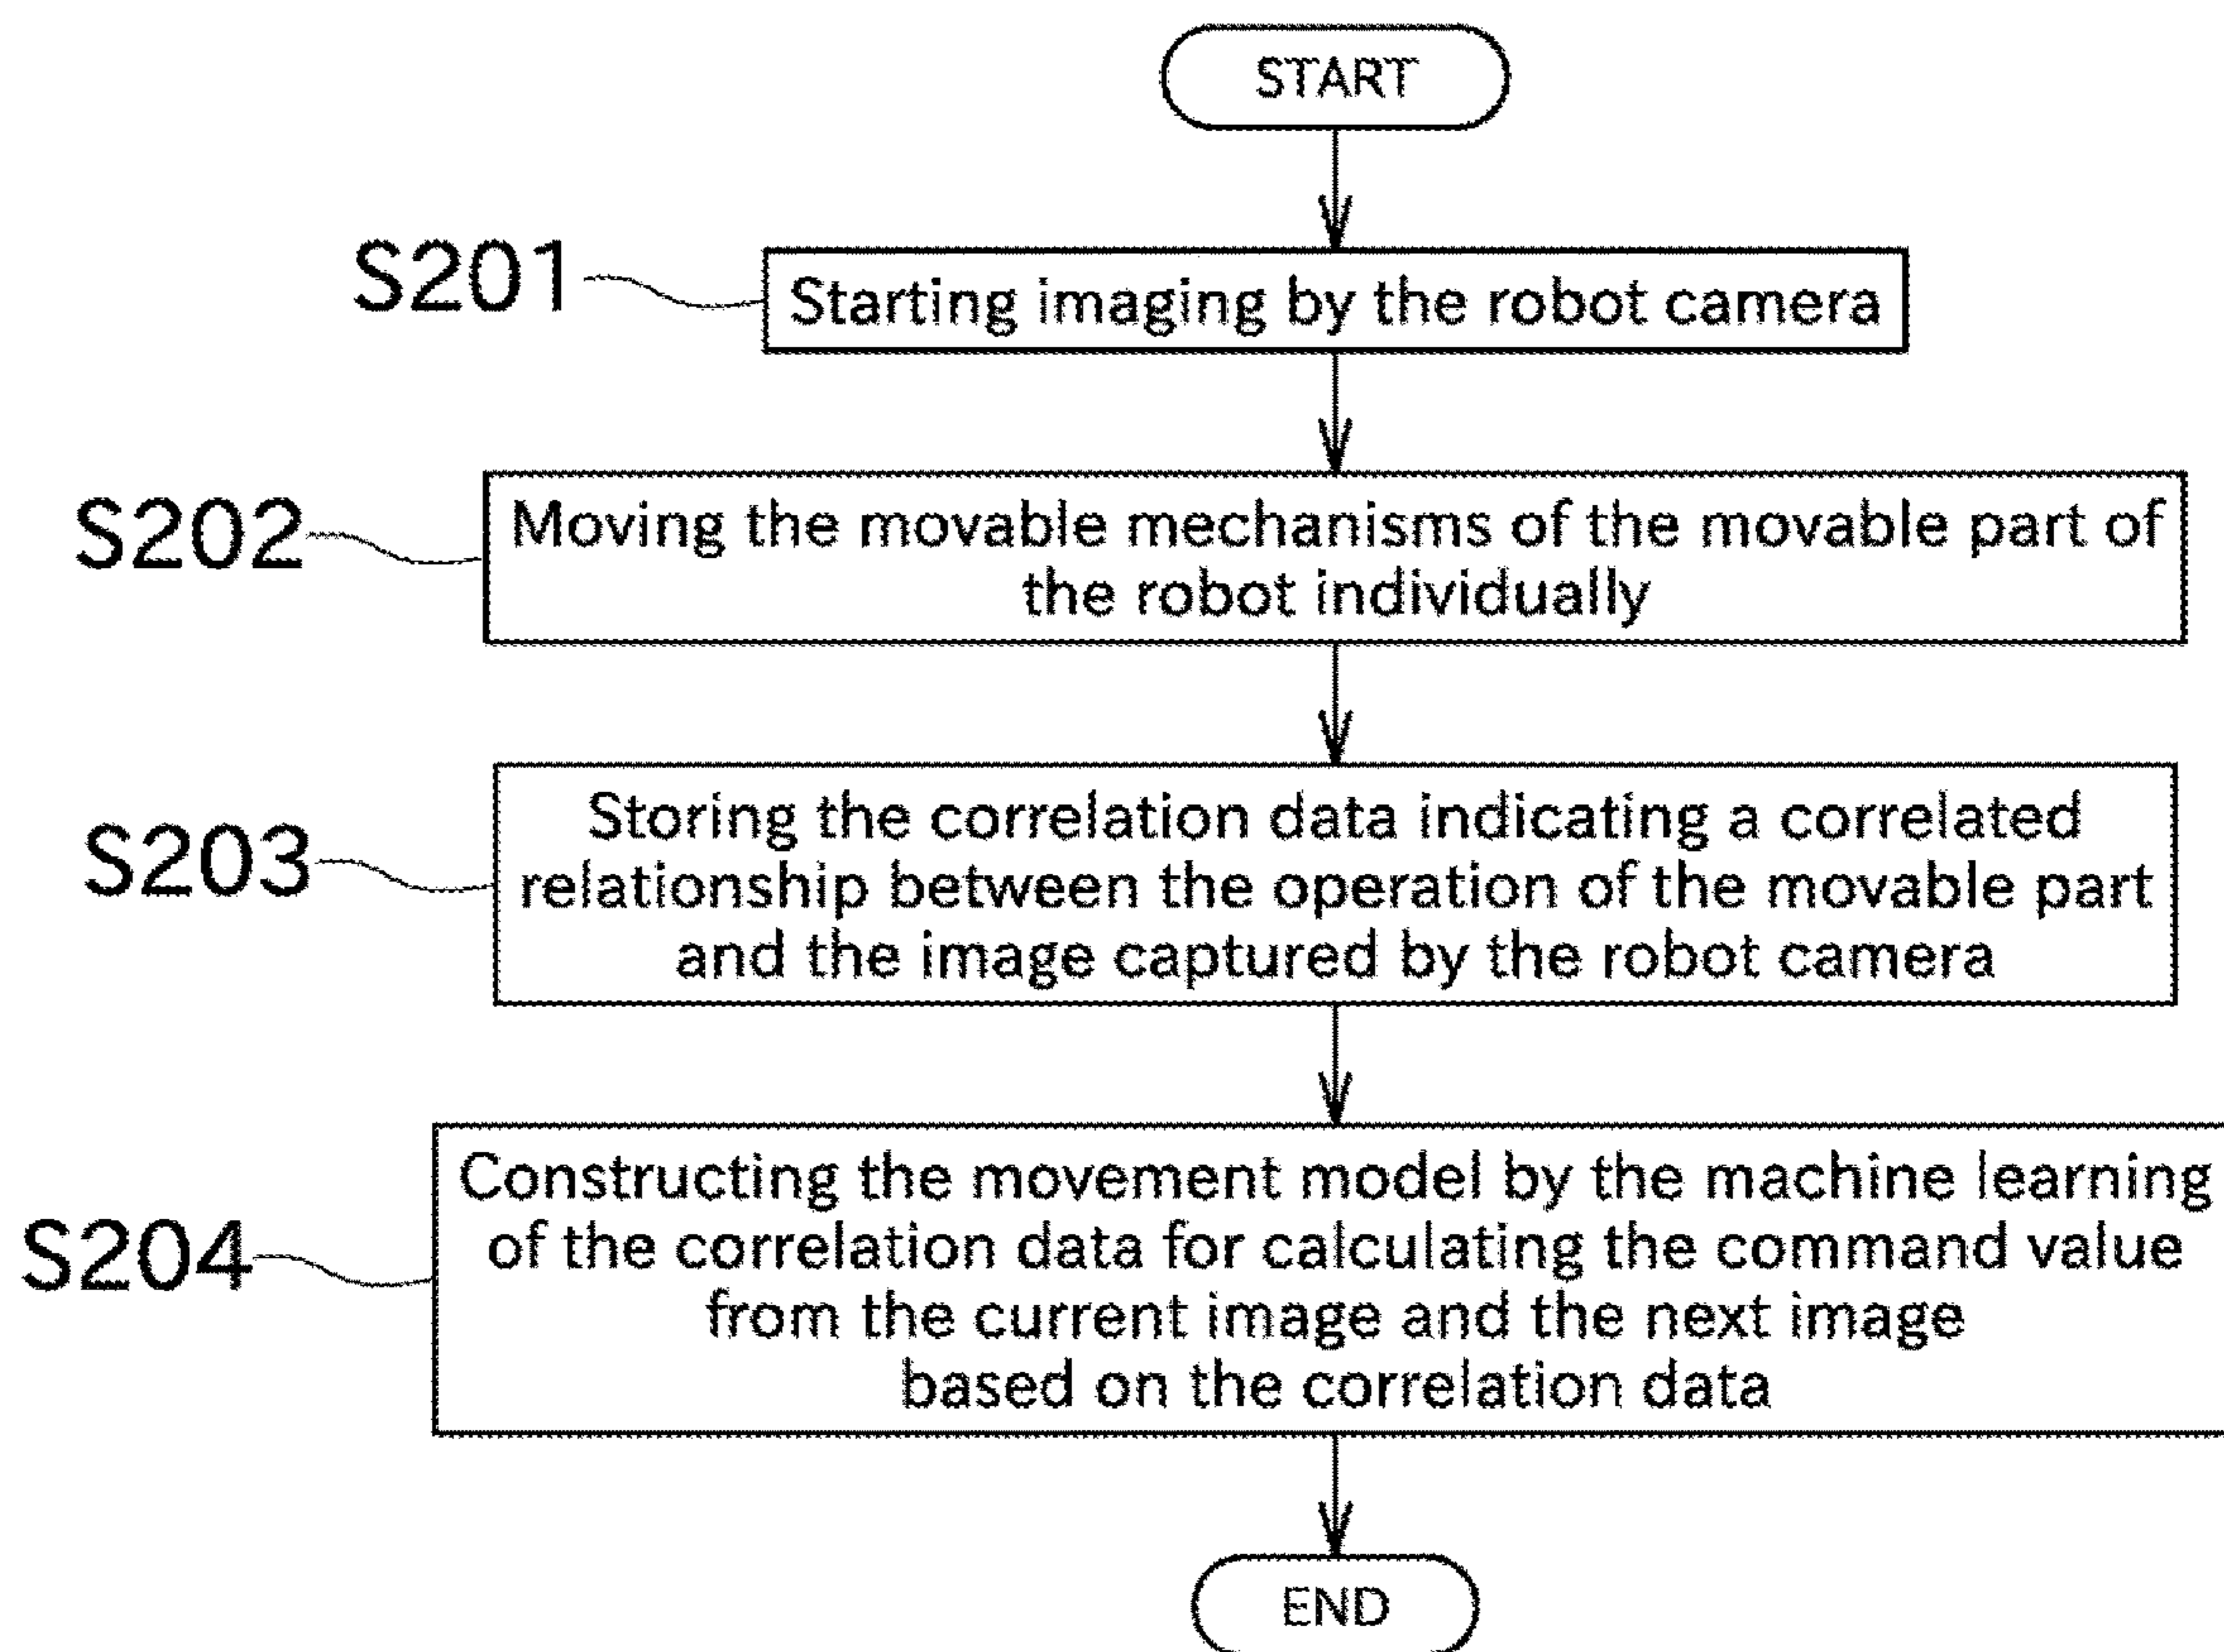 START
S201
Starting imaging by the robot camera
S202
Moving the movable mechanisms of the movable part of
the robot individually
S203
Storing the correlation data indicating a correlated
relationship between the operation of the movable part
and the image captured by the robot camera
S204
Constructing the movement model by the machine learning
of the correlation data for calculating the command value
from the current image and the next image
based on the correlation data
END